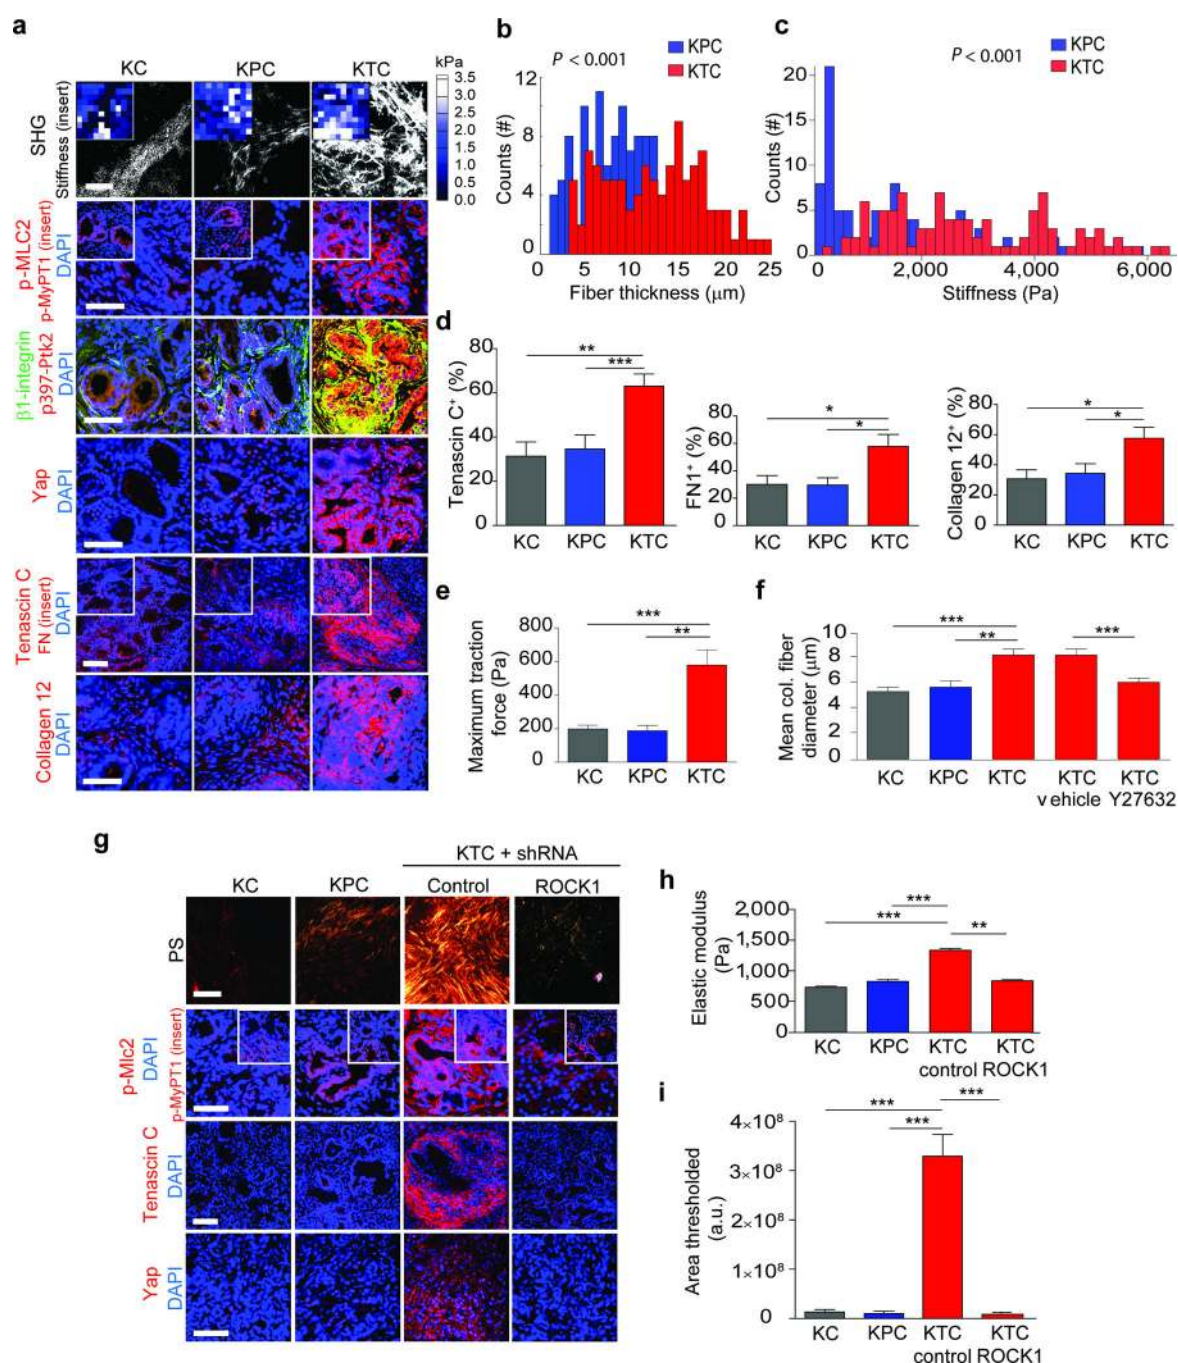 a
KC KPC KTC
kPa
3.5
3.0
2.5
2.0
1.5
1.0
0.5
0.0
SHG
Stiffness (insert)
p-MLC2
p-MyPT1 (insert)
DAPI
β1-integrin
p397-Ptk2
DAPI
Yap
DAPI
Tenascin C
FN (insert)
DAPI
Collagen 12
DAPI
b
P < 0.001
KPC
KTC
Counts (#)
12
8
4
0
0 5 10 15 20 25
Fiber thickness (μm)
c
P < 0.001
KPC
KTC
Counts (#)
20
15
10
5
0
0 2,000 4,000 6,000
Stiffness (Pa)
d
Tenascin C⁺ (%)
80
60
40
20
0
** ***
KC KPC KTC
FN1⁺ (%)
80
60
40
20
0
* *
KC KPC KTC
Collagen 12⁺ (%)
80
60
40
20
0
* *
KC KPC KTC
e
Maximum traction
force (Pa)
800
600
400
200
0
*** **
KC KPC KTC
f
Mean col. fiber
diameter (μm)
10
8
6
4
2
0
*** ** ***
KC KPC KTC KTC KTC
vehicle Y27632
g
KTC + shRNA
KC KPC Control ROCK1
PS
p-Mlc2
DAPI
p-MyPT1 (insert)
Tenascin C
DAPI
Yap
DAPI
h
Elastic modulus
(Pa)
2,000
1,500
1,000
500
0
*** *** **
KC KPC KTC KTC
control ROCK1
i
Area thresholded
(a.u.)
4×10⁸
3×10⁸
2×10⁸
1×10⁸
0
*** *** ***
KC KPC KTC KTC
control ROCK1